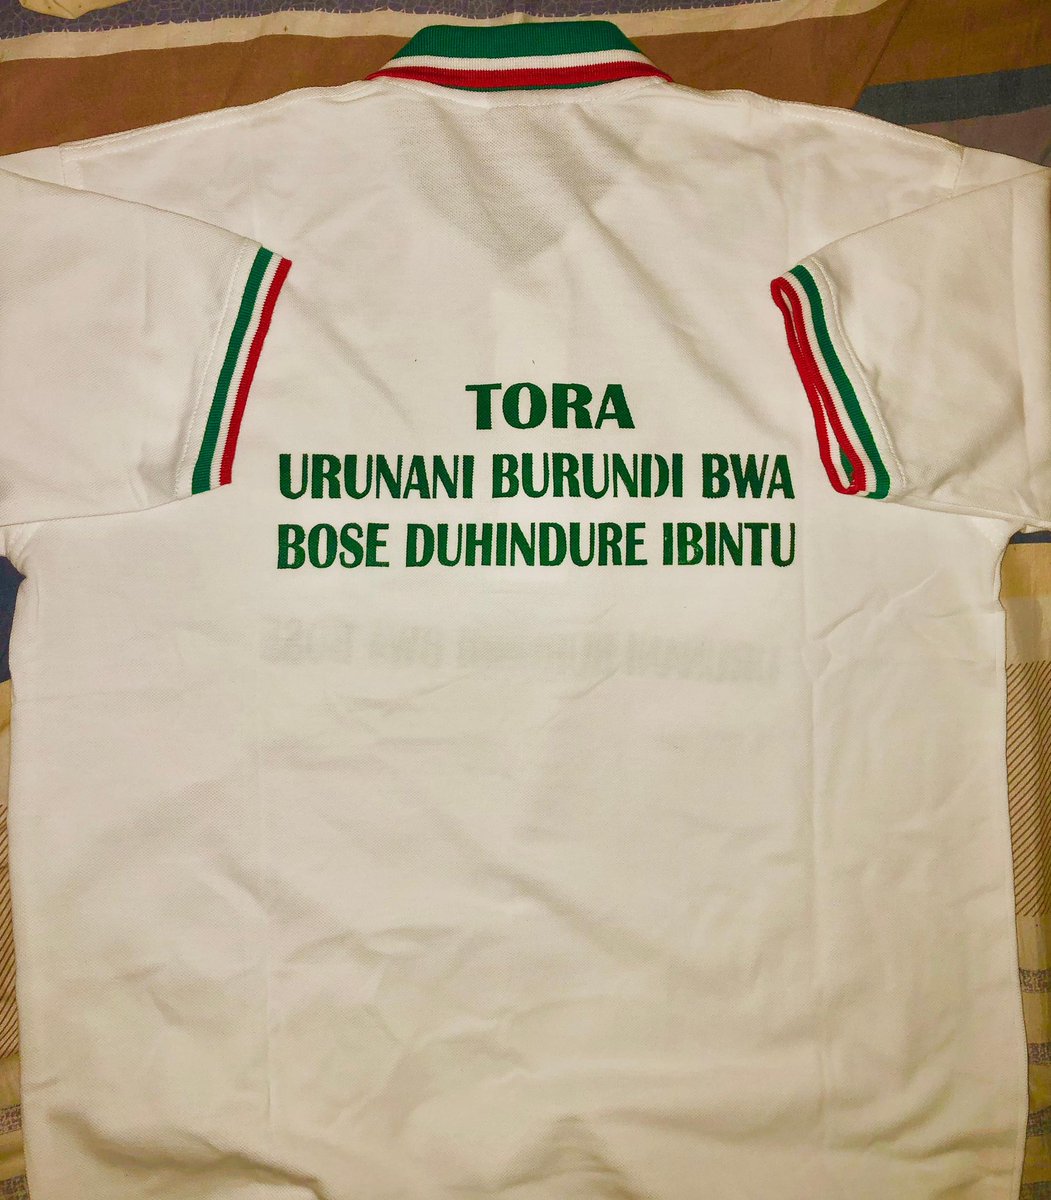 TORA
URUNANI BURUNDI BWA
BOSE DUHINDURE IBINTU